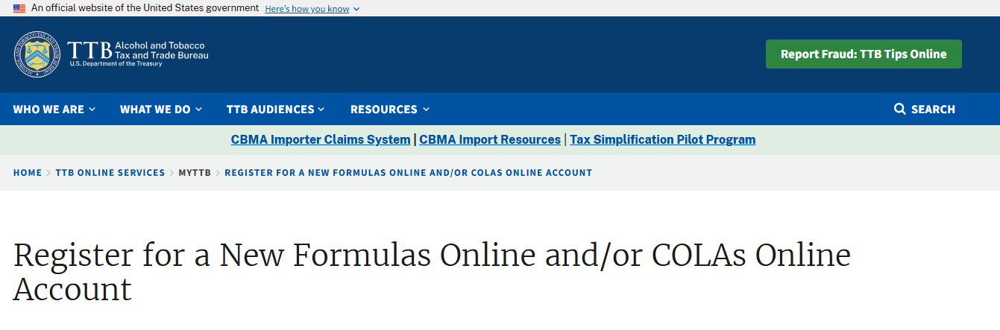 An official website of the United States government Here's how you know
TTB Alcohol and Tobacco
Tax and Trade Bureau
U.S. Department of the Treasury
Report Fraud: TTB Tips Online
WHO WE ARE WHAT WE DO TTB AUDIENCES RESOURCES SEARCH
CBMA Importer Claims System | CBMA Import Resources | Tax Simplification Pilot Program
HOME > TTB ONLINE SERVICES > MYTTB > REGISTER FOR A NEW FORMULAS ONLINE AND/OR COLAS ONLINE ACCOUNT
Register for a New Formulas Online and/or COLAs Online
Account